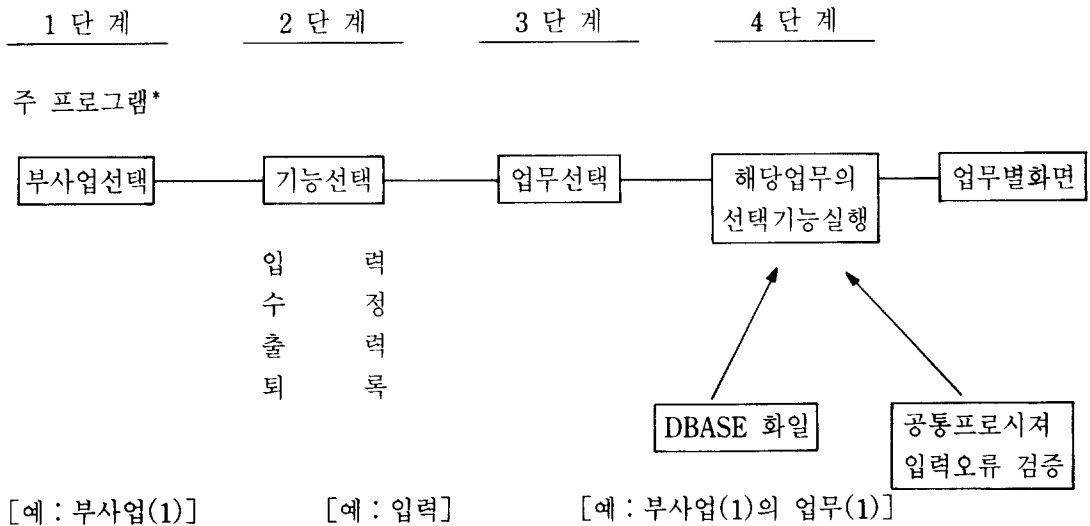 1 단 계 2 단 계 3 단 계 4 단 계
주 프로그램*
부사업선택 기능선택 업무선택 해당업무의 선택기능실행 업무별화면
입 력
수 정
출 력
퇴 록
DBASE 화일 공통프로시져 입력오류 검증
[예 : 부사업(1)] [예 : 입력] [예 : 부사업(1)의 업무(1)]